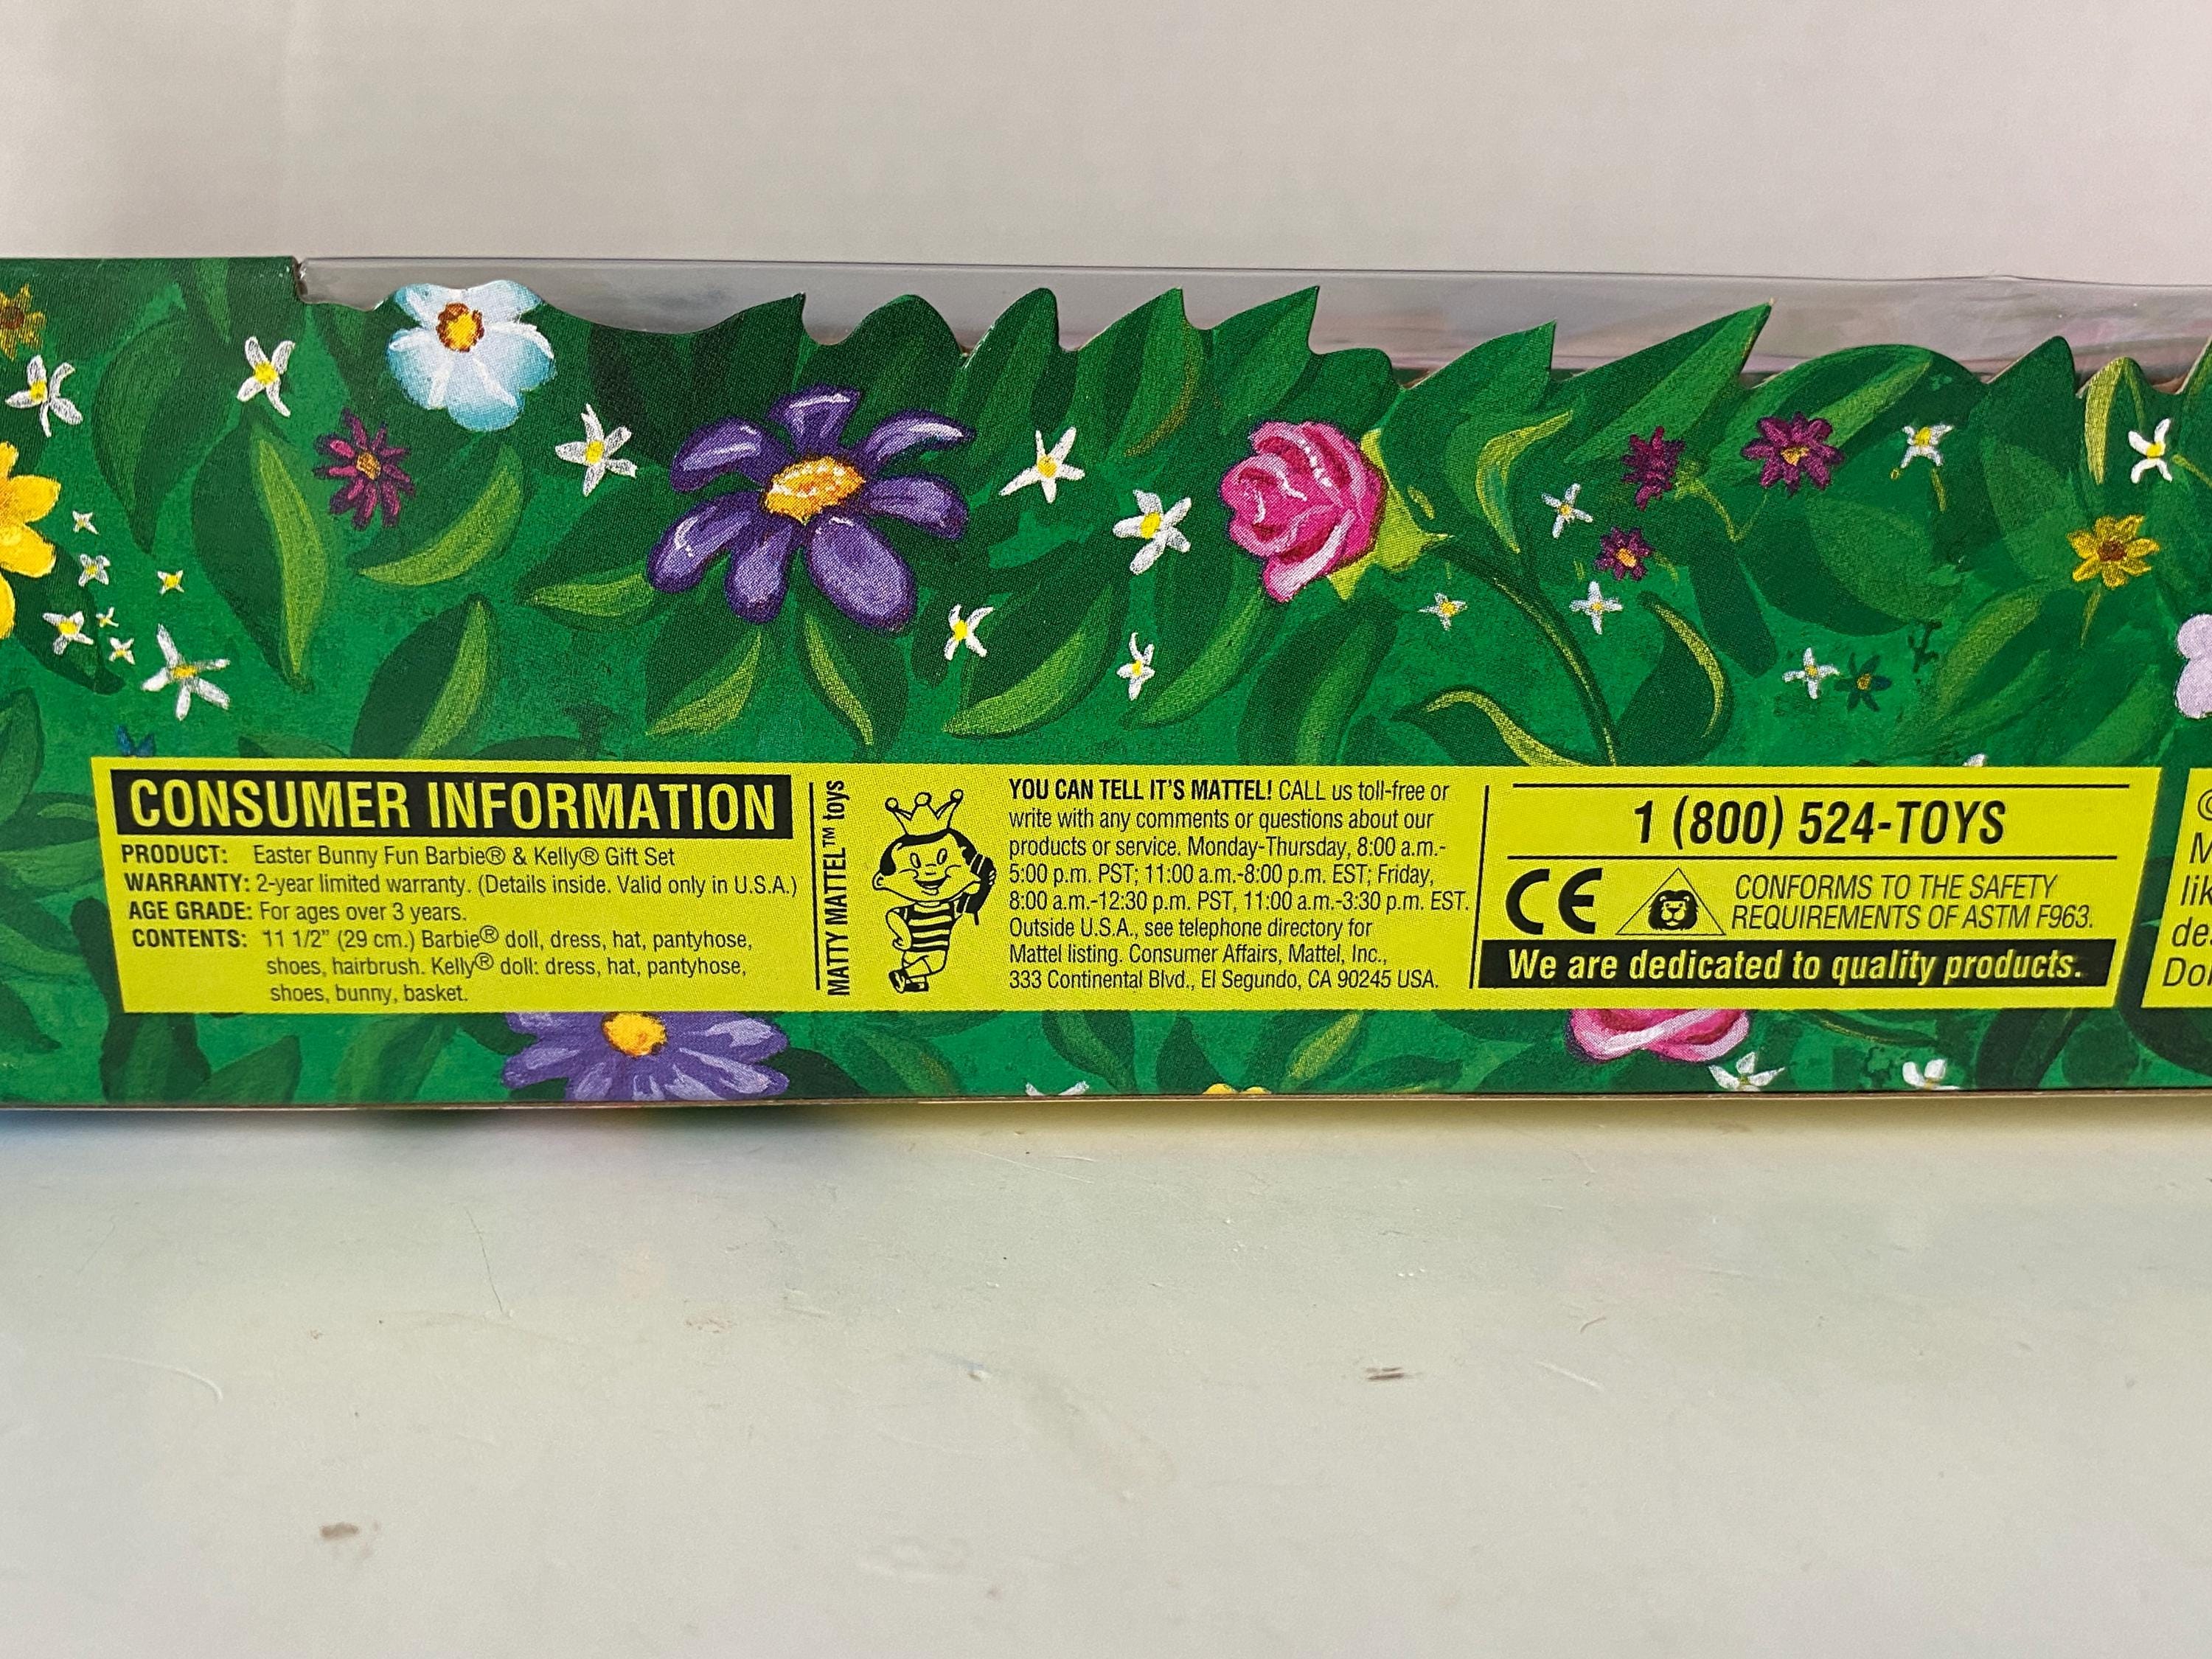 CONSUMER INFORMATION
PRODUCT: Easter Bunny Fun Barbie® & Kelly® Gift Set
WARRANTY: 2-year limited warranty. (Details inside. Valid only in U.S.A.)
AGE GRADE: For ages over 3 years.
CONTENTS: 11 1/2" (29 cm.) Barbie® doll, dress, hat, pantyhose,
shoes, hairbrush. Kelly® doll: dress, hat, pantyhose,
shoes, bunny, basket.
MATTY MATTEL™ toys
YOU CAN TELL IT'S MATTEL! CALL us toll-free or
write with any comments or questions about our
products or service. Monday-Thursday, 8:00 a.m.-
5:00 p.m. PST; 11:00 a.m.-8:00 p.m. EST; Friday,
8:00 a.m.-12:30 p.m. PST, 11:00 a.m.-3:30 p.m. EST.
Outside U.S.A., see telephone directory for
Mattel listing. Consumer Affairs, Mattel, Inc.,
333 Continental Blvd., El Segundo, CA 90245 USA.
1 (800) 524-TOYS
CE
CONFORMS TO THE SAFETY
REQUIREMENTS OF ASTM F963.
We are dedicated to quality products.